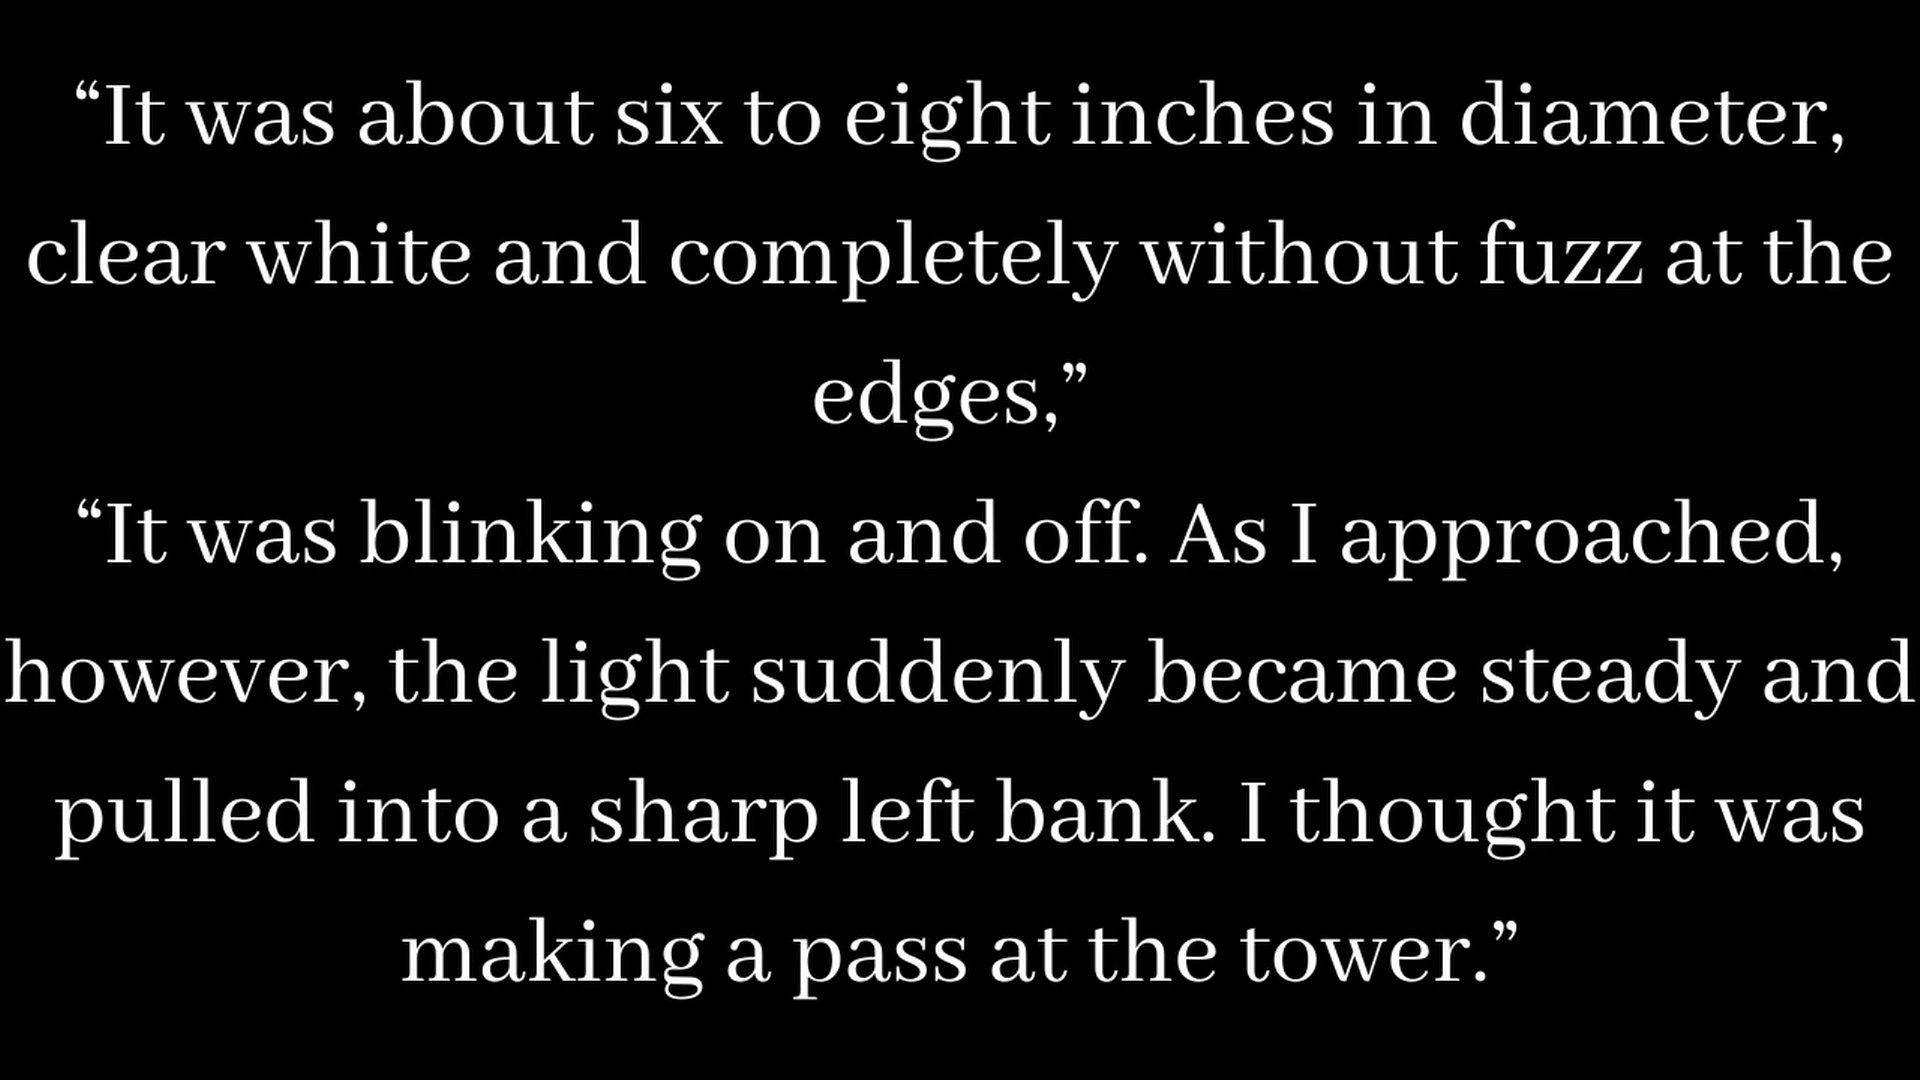 “It was about six to eight inches in diameter,
clear white and completely without fuzz at the
edges,”
“It was blinking on and off. As I approached,
however, the light suddenly became steady and
pulled into a sharp left bank. I thought it was
making a pass at the tower.”